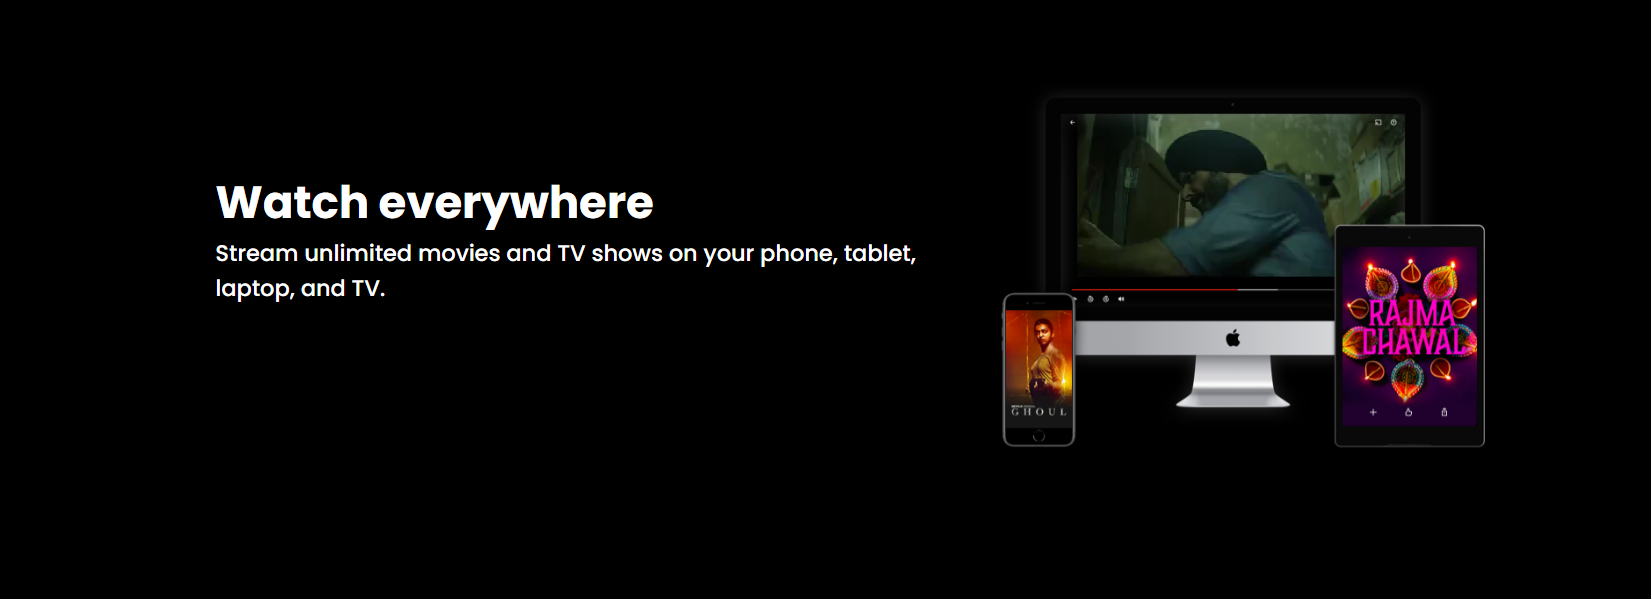 Watch everywhere
Stream unlimited movies and TV shows on your phone, tablet,
laptop, and TV.
RAJMA
CHAWAL
GHOUL